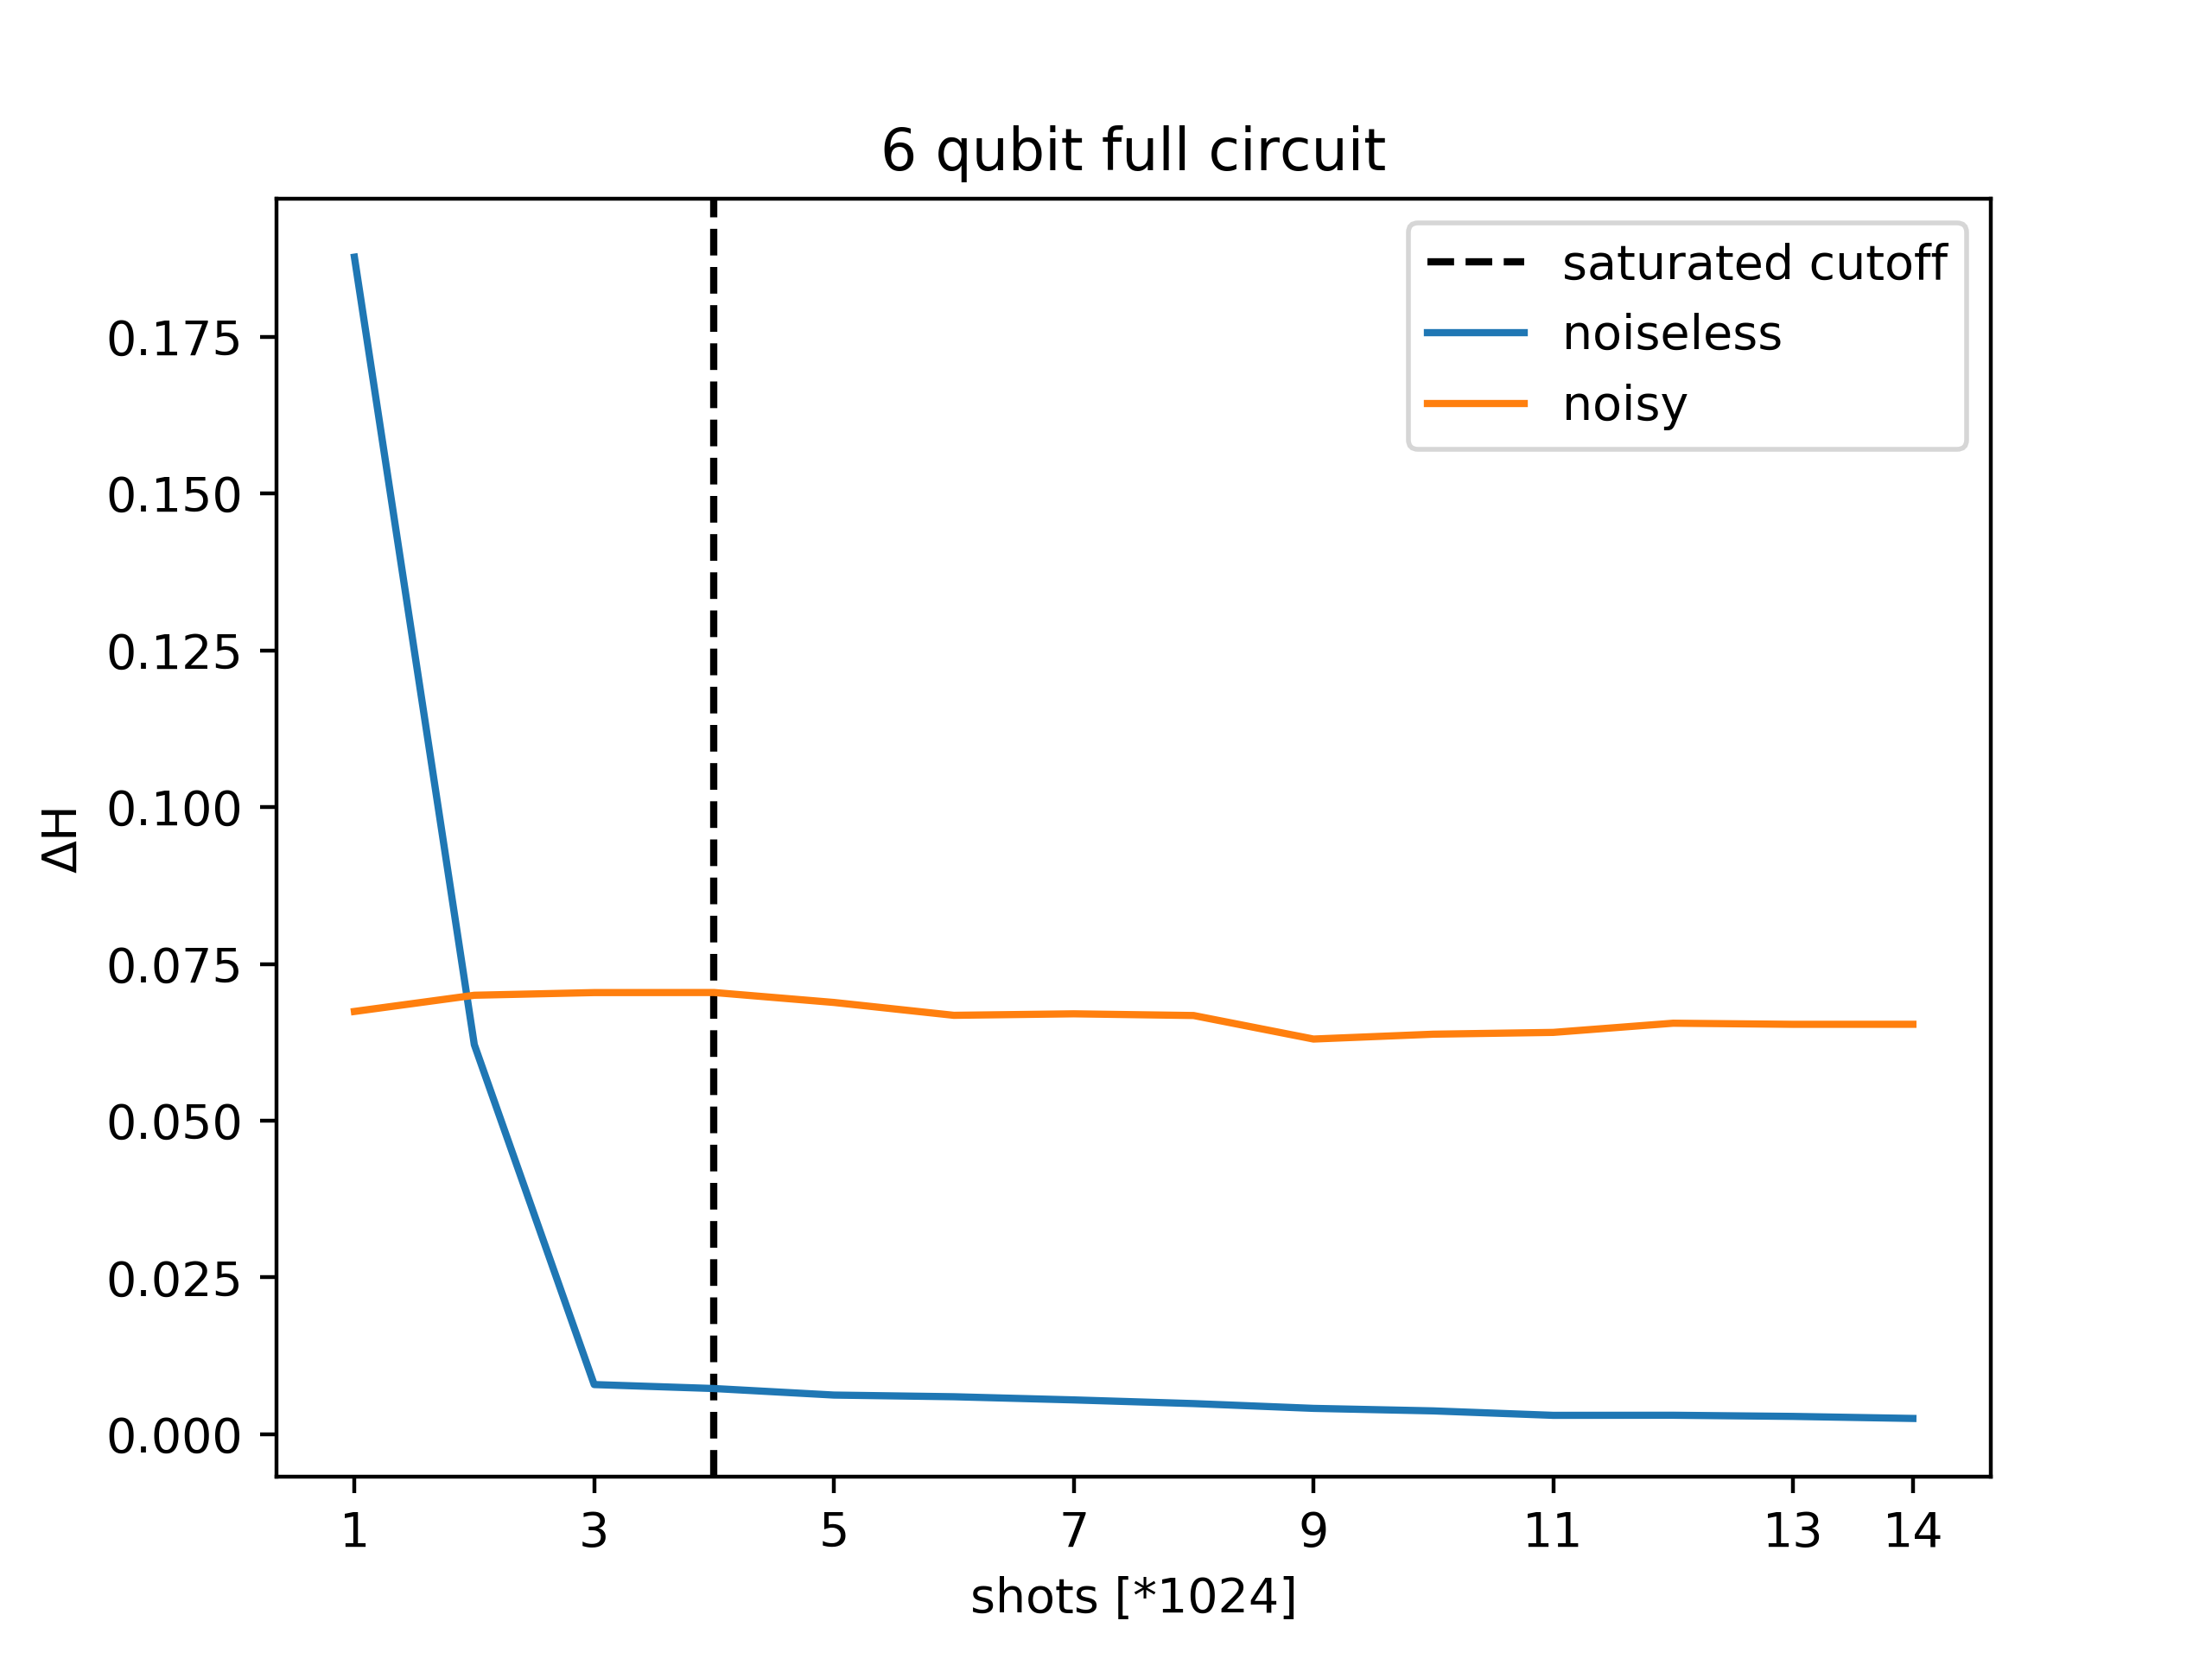 6 qubit full circuit
saturated cutoff
noiseless
noisy
ΔH
0.175
0.150
0.125
0.100
0.075
0.050
0.025
0.000
1 3 5 7 9 11 13 14
shots [*1024]